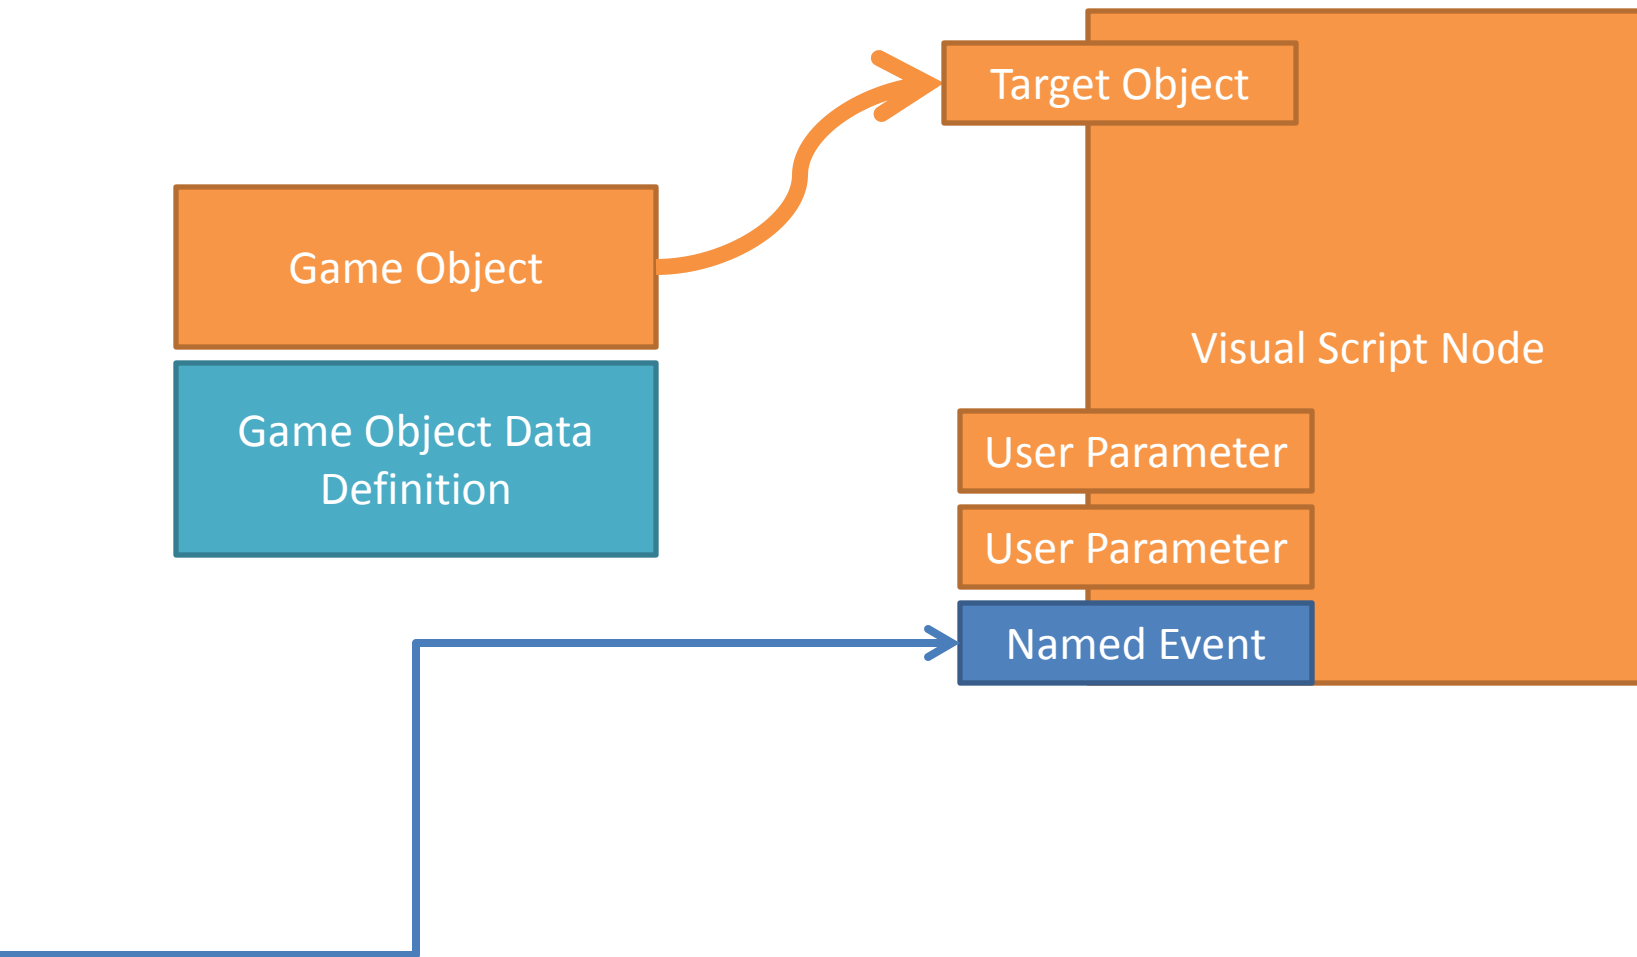 Target Object
Game Object
Visual Script Node
Game Object Data
Definition
User Parameter
User Parameter
Named Event